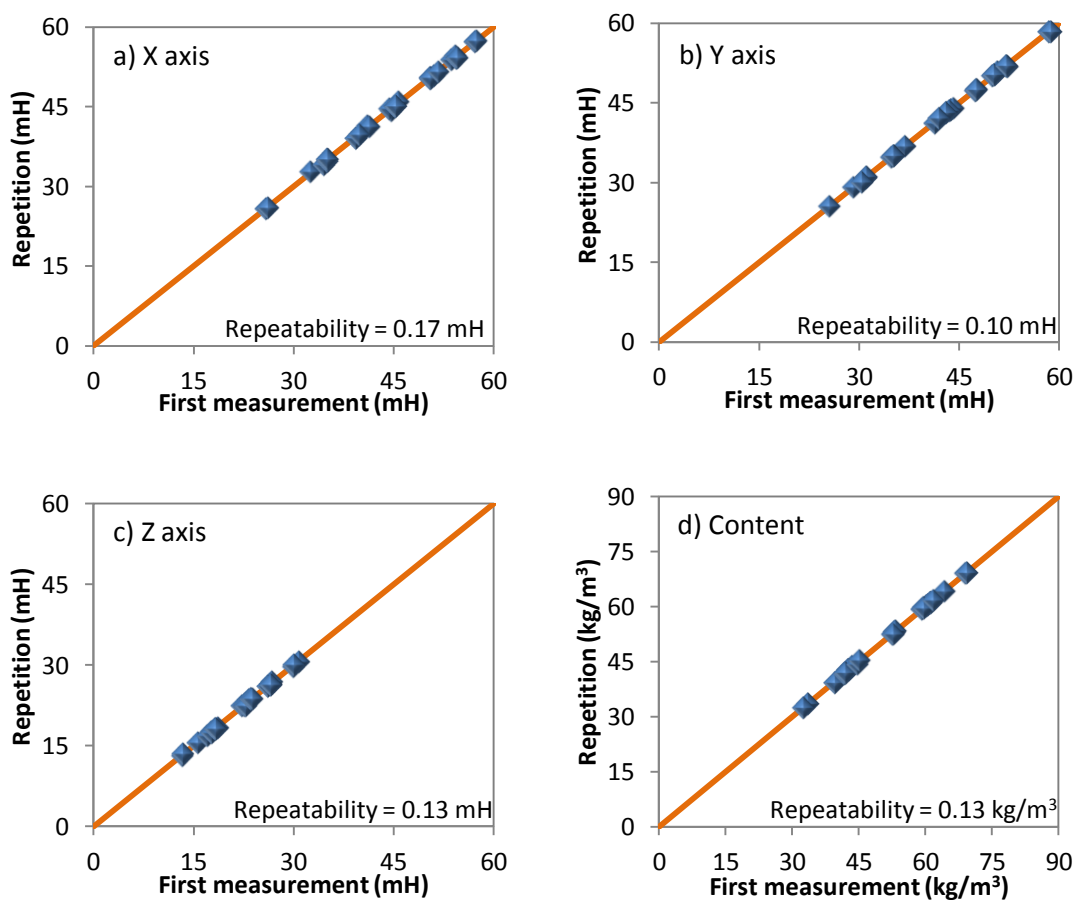 a) X axis
60
45
30
15
0
Repetition (mH)
Repeatability = 0.17 mH
0 15 30 45 60
First measurement (mH)
b) Y axis
60
45
30
15
0
Repetition (mH)
Repeatability = 0.10 mH
0 15 30 45 60
First measurement (mH)
c) Z axis
60
45
30
15
0
Repetition (mH)
Repeatability = 0.13 mH
0 15 30 45 60
First measurement (mH)
d) Content
90
75
60
45
30
15
0
Repetition (kg/m³)
Repeatability = 0.13 kg/m³
0 15 30 45 60 75 90
First measurement (kg/m³)